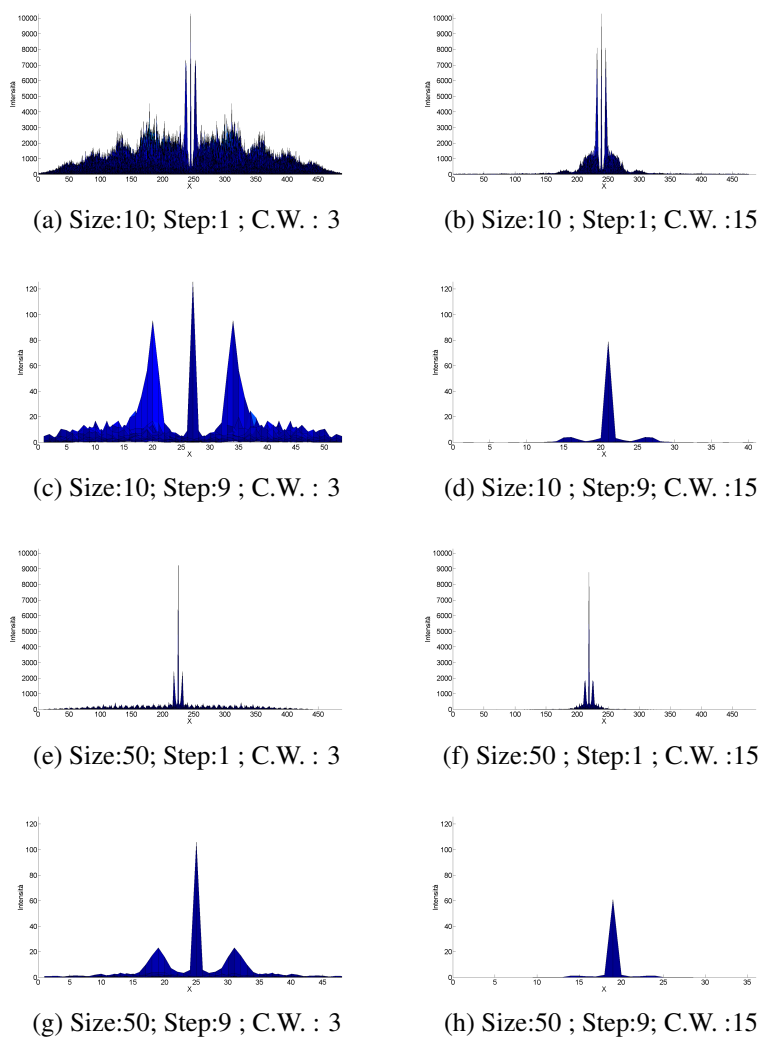 10000
9000
8000
7000
6000
5000
4000
3000
2000
1000
0
Intensità
0 50 100 150 200 250 300 350 400 450
X
(a) Size:10; Step:1 ; C.W. : 3
10000
9000
8000
7000
6000
5000
4000
3000
2000
1000
0
Intensità
0 50 100 150 200 250 300 350 400 450
X
(b) Size:10 ; Step:1; C.W. :15
120
100
80
60
40
20
0
Intensità
0 10 20 30 40 50
X
(c) Size:10; Step:9 ; C.W. : 3
120
100
80
60
40
20
0
Intensità
0 5 10 15 20 25 30 35 40
X
(d) Size:10 ; Step:9; C.W. :15
10000
9000
8000
7000
6000
5000
4000
3000
2000
1000
0
Intensità
0 50 100 150 200 250 300 350 400 450
X
(e) Size:50; Step:1 ; C.W. : 3
10000
9000
8000
7000
6000
5000
4000
3000
2000
1000
0
Intensità
0 50 100 150 200 250 300 350 400 450
X
(f) Size:50 ; Step:1 ; C.W. :15
120
100
80
60
40
20
0
Intensità
0 5 10 15 20 25 30 35 40 45
X
(g) Size:50; Step:9 ; C.W. : 3
120
100
80
60
40
20
0
Intensità
0 5 10 15 20 25 30 35
X
(h) Size:50 ; Step:9; C.W. :15